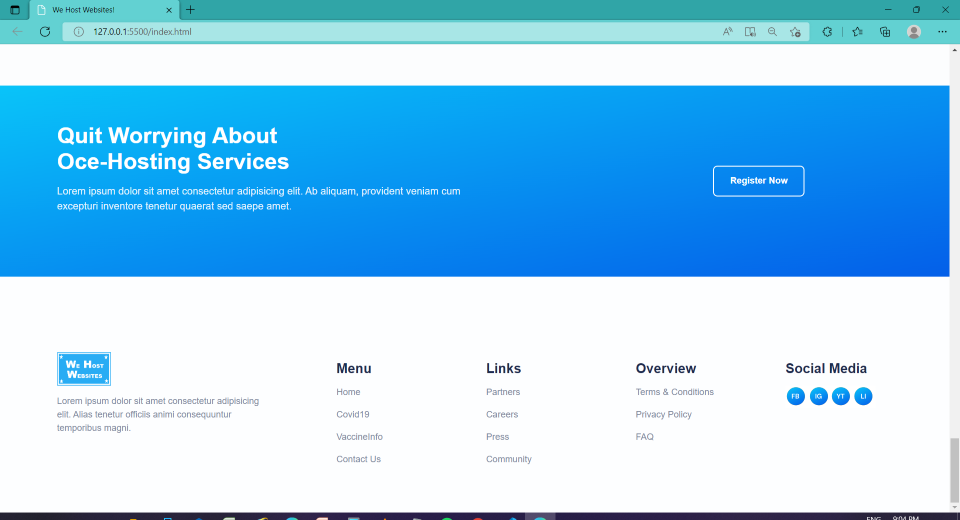 We Host Websites!
127.0.0.1:5500/index.html
Quit Worrying About
Oce-Hosting Services
Lorem ipsum dolor sit amet consectetur adipisicing elit. Ab aliquam, provident veniam cum
excepturi inventore tenetur quaerat sed saepe amet.
Register Now
We Host
Websites
Lorem ipsum dolor sit amet consectetur adipisicing
elit. Alias tenetur officiis animi consequuntur
temporibus magni.
Menu
Home
Covid19
VaccineInfo
Contact Us
Links
Partners
Careers
Press
Community
Overview
Terms & Conditions
Privacy Policy
FAQ
Social Media
FB IG YT LI
ENG 9:04 PM